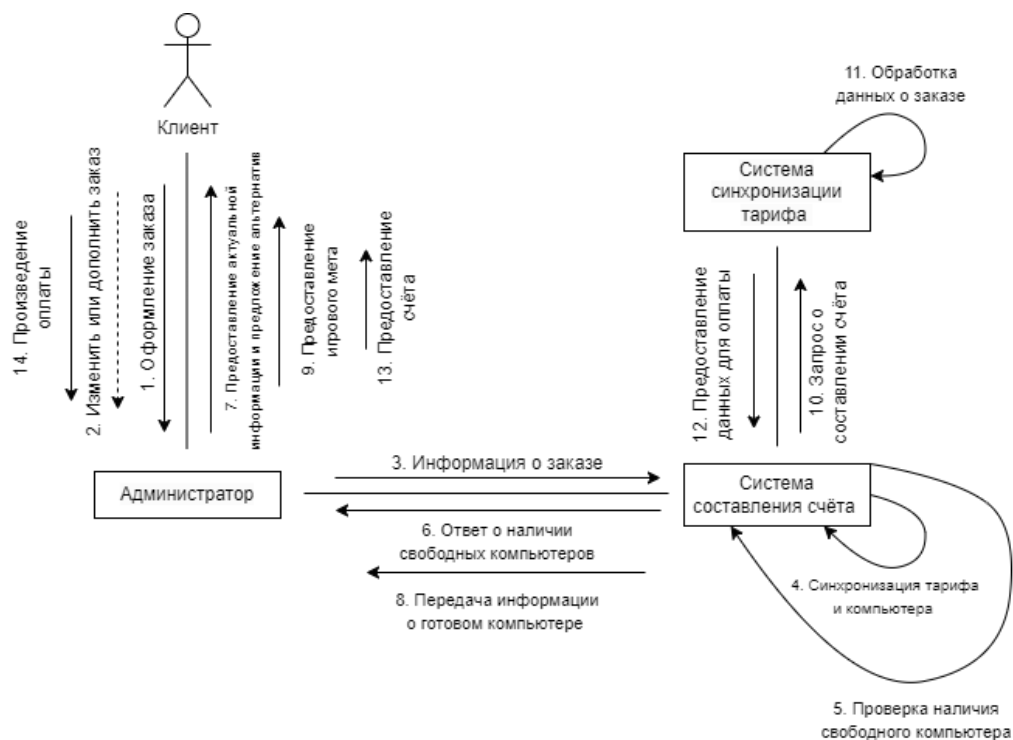 Клиент
14. Произведение
оплаты
2. Изменить или дополнить заказ
1. Оформление заказа
7. Предоставление актуальной
информации и предложение альтернатив
9. Предоставление
игрового мета
13. Предоставление
счёта
Администратор
3. Информация о заказе
6. Ответ о наличии
свободных компьютеров
8. Передача информации
о готовом компьютере
11. Обработка
данных о заказе
Система
синхронизации
тарифа
12. Предоставление
данных для оплаты
10. Запрос о
составлении счёта
Система
составления счёта
4. Синхронизация тарифа
и компьютера
5. Проверка наличия
свободного компьютера